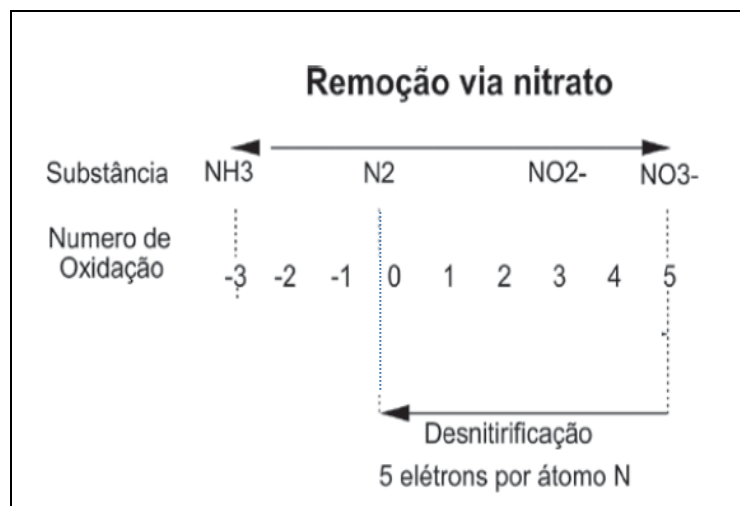 Remoção via nitrato
Substância NH3 N2 NO2- NO3-
Numero de
Oxidação -3 -2 -1 0 1 2 3 4 5
Desnitirificação
5 elétrons por átomo N